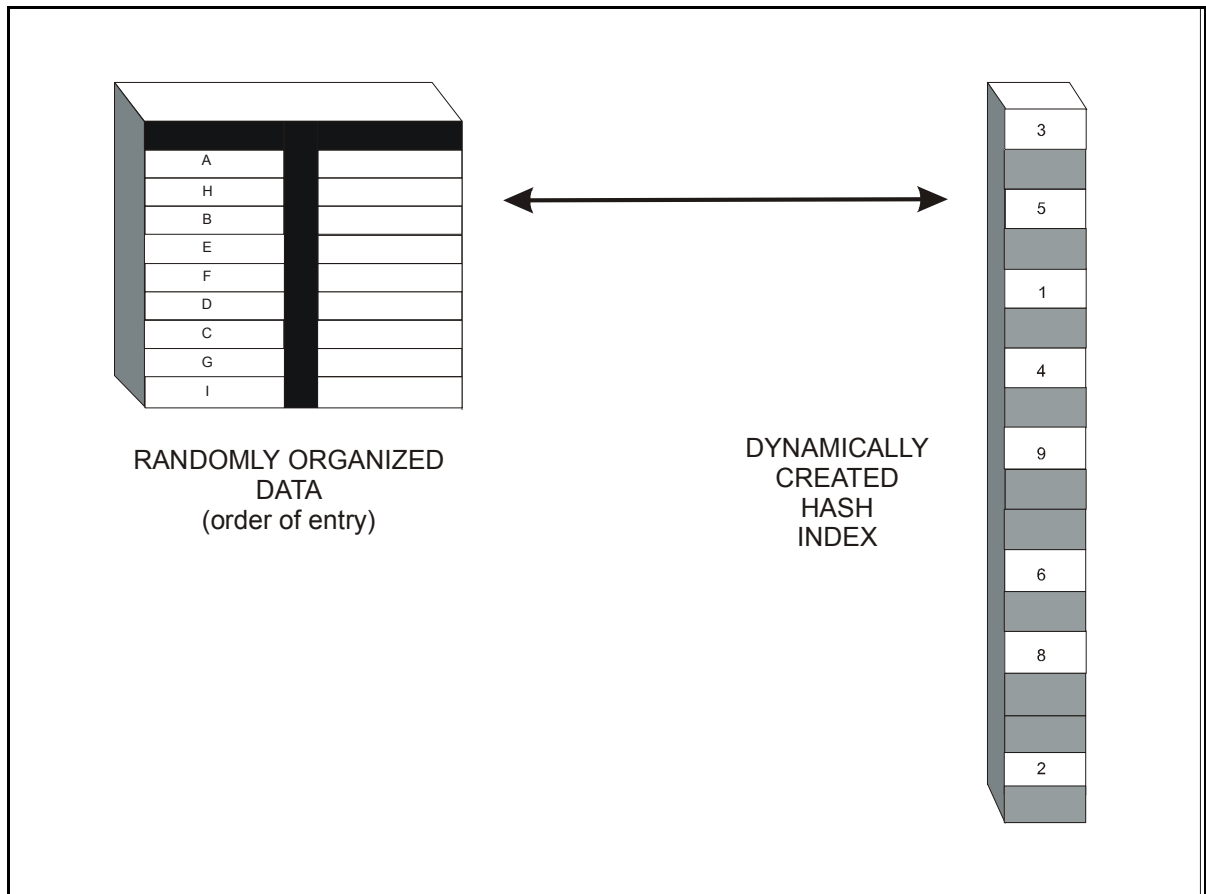 A
H
B
E
F
D
C
G
I
RANDOMLY ORGANIZED
DATA
(order of entry)
DYNAMICALLY
CREATED
HASH
INDEX
3
5
1
4
9
6
8
2